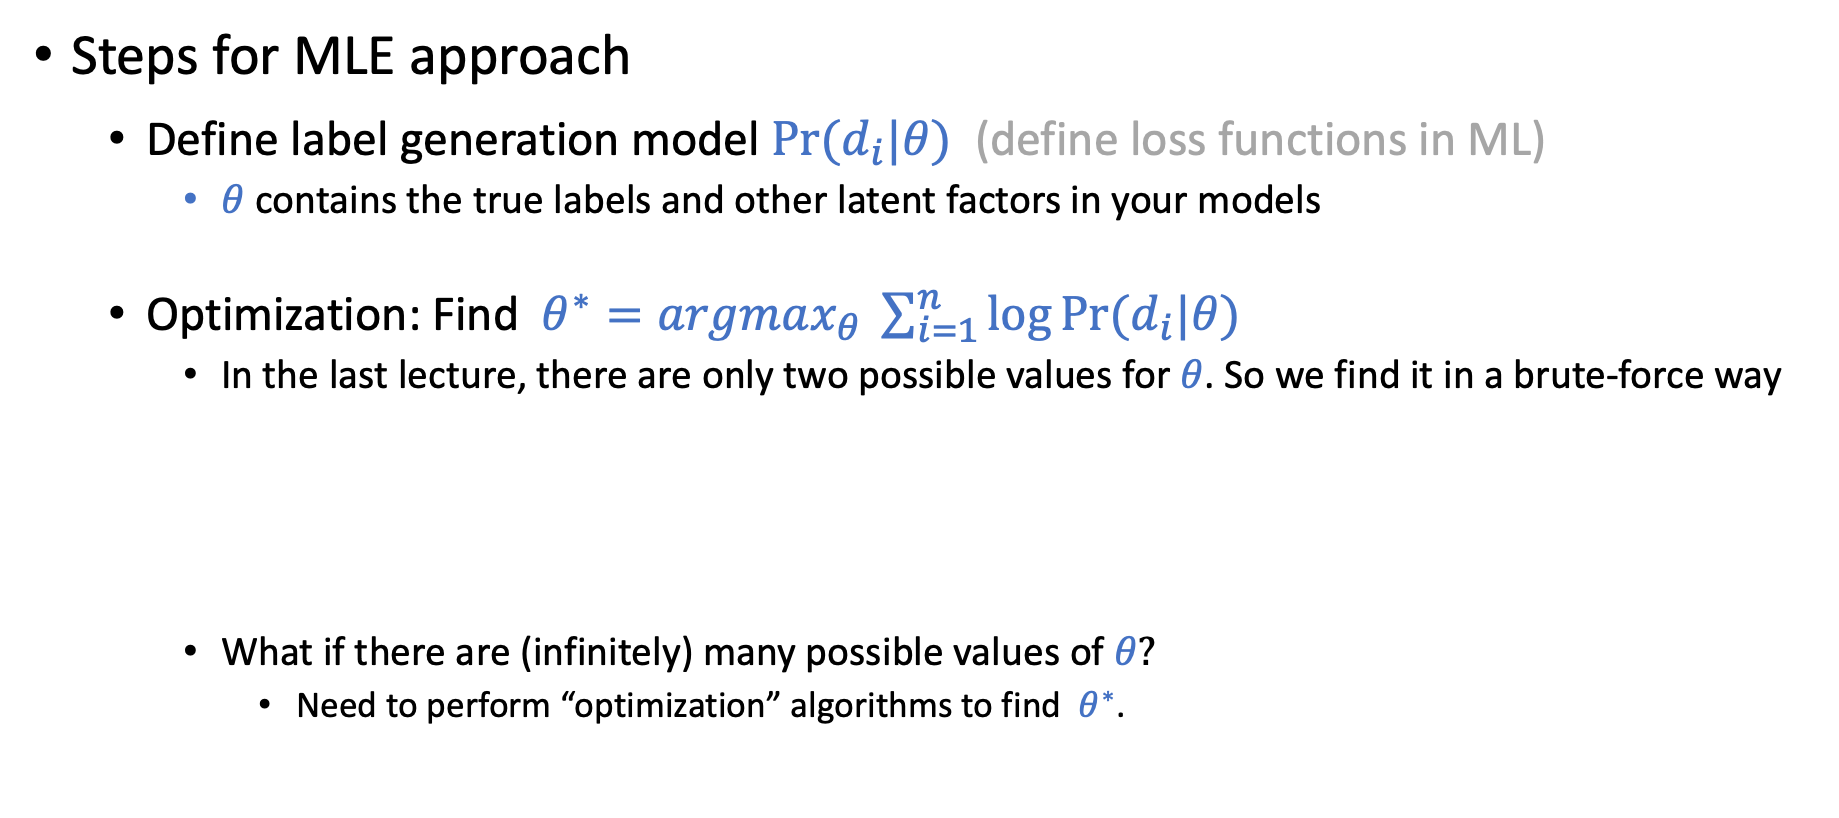 • Steps for MLE approach
• Define label generation model Pr(dᵢ|θ) (define loss functions in ML)
• θ contains the true labels and other latent factors in your models
• Optimization: Find θ* = argmax_θ ∑ⁿᵢ₌₁ log Pr(dᵢ|θ)
• In the last lecture, there are only two possible values for θ. So we find it in a brute-force way
• What if there are (infinitely) many possible values of θ?
• Need to perform “optimization” algorithms to find θ*.